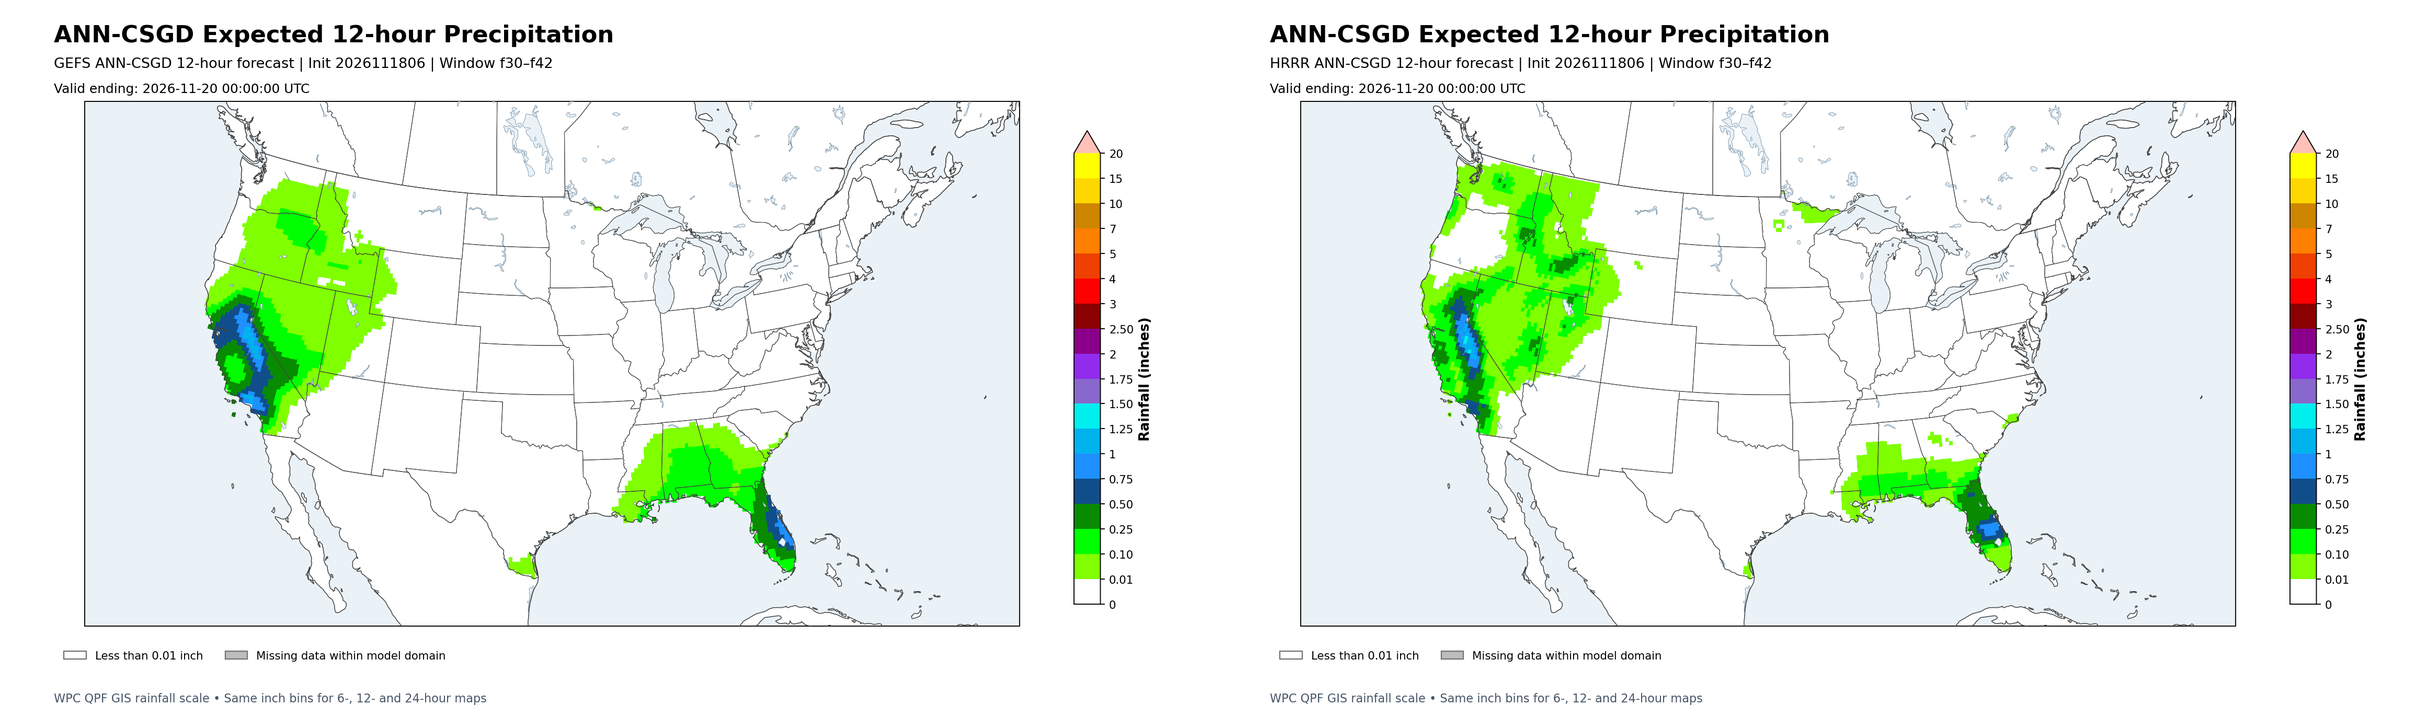 ANN-CSGD Expected 12-hour Precipitation
GEFS ANN-CSGD 12-hour forecast | Init 2026111806 | Window f30–f42
Valid ending: 2026-11-20 00:00:00 UTC
20
15
10
7
5
4
3
2.50
2
1.75
1.50
1.25
1
0.75
0.50
0.25
0.10
0.01
0
Rainfall (inches)
Less than 0.01 inch
Missing data within model domain
WPC QPF GIS rainfall scale • Same inch bins for 6-, 12- and 24-hour maps
ANN-CSGD Expected 12-hour Precipitation
HRRR ANN-CSGD 12-hour forecast | Init 2026111806 | Window f30–f42
Valid ending: 2026-11-20 00:00:00 UTC
20
15
10
7
5
4
3
2.50
2
1.75
1.50
1.25
1
0.75
0.50
0.25
0.10
0.01
0
Rainfall (inches)
Less than 0.01 inch
Missing data within model domain
WPC QPF GIS rainfall scale • Same inch bins for 6-, 12- and 24-hour maps